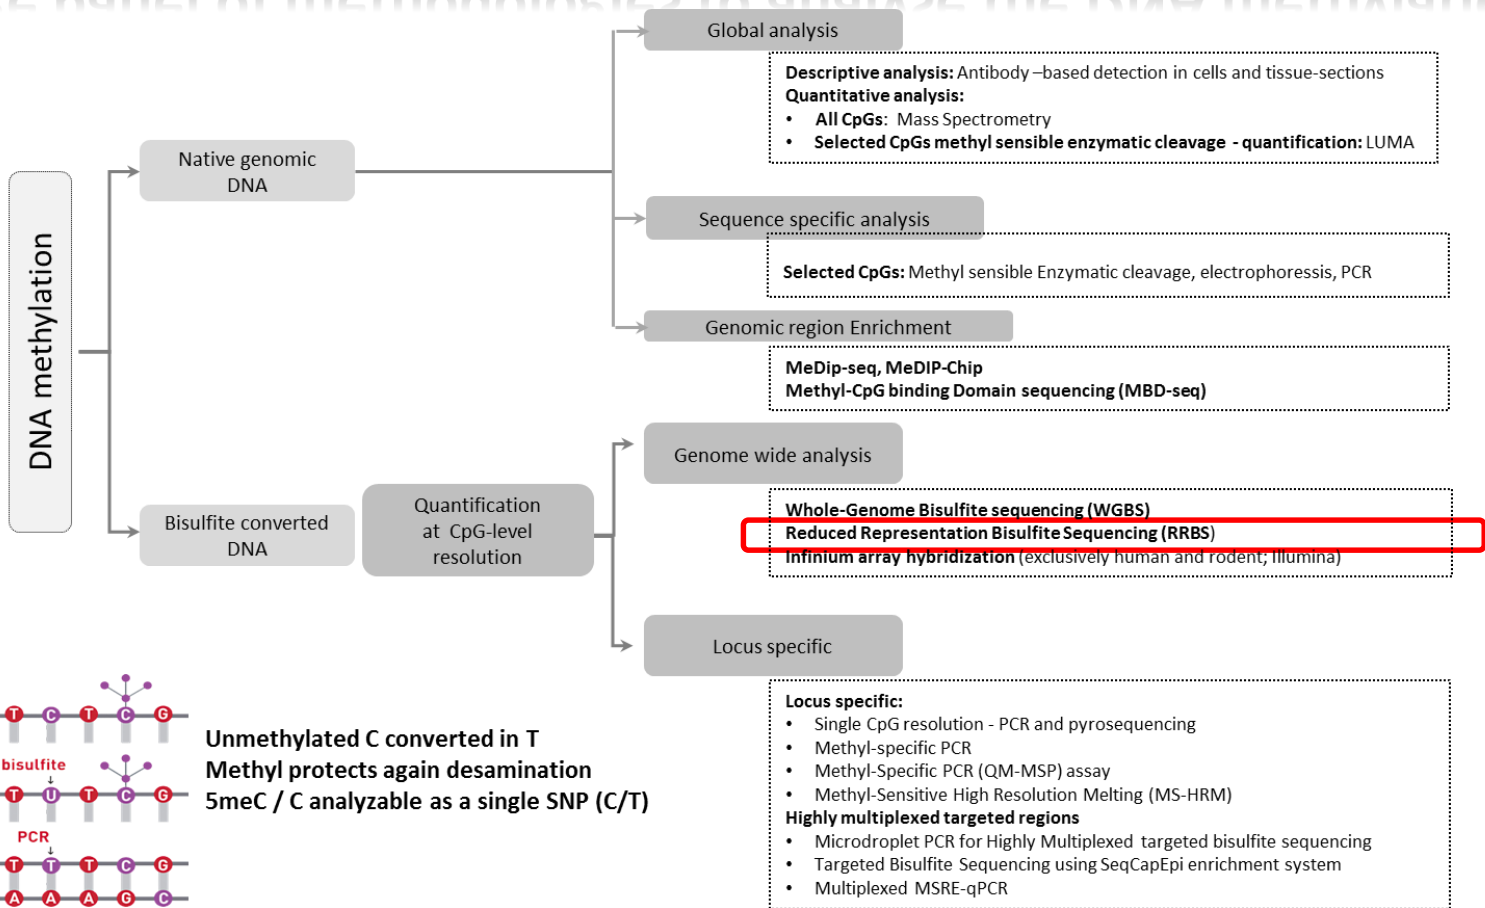 Global analysis
Descriptive analysis: Antibody –based detection in cells and tissue-sections
Quantitative analysis:
• All CpGs: Mass Spectrometry
• Selected CpGs methyl sensible enzymatic cleavage - quantification: LUMA
Native genomic
DNA
Sequence specific analysis
Selected CpGs: Methyl sensible Enzymatic cleavage, electrophoressis, PCR
Genomic region Enrichment
MeDip-seq, MeDIP-Chip
Methyl-CpG binding Domain sequencing (MBD-seq)
DNA methylation
Genome wide analysis
Whole-Genome Bisulfite sequencing (WGBS)
Reduced Representation Bisulfite Sequencing (RRBS)
Infinium array hybridization (exclusively human and rodent; Illumina)
Bisulfite converted
DNA
Quantification
at CpG-level
resolution
Locus specific
Locus specific:
• Single CpG resolution - PCR and pyrosequencing
• Methyl-specific PCR
• Methyl-Specific PCR (QM-MSP) assay
• Methyl-Sensitive High Resolution Melting (MS-HRM)
Highly multiplexed targeted regions
• Microdroplet PCR for Highly Multiplexed targeted bisulfite sequencing
• Targeted Bisulfite Sequencing using SeqCapEpi enrichment system
• Multiplexed MSRE-qPCR
T C T C G
bisulfite
T U T C G
PCR
T T T C G
A A A G C
Unmethylated C converted in T
Methyl protects again desamination
5meC / C analyzable as a single SNP (C/T)